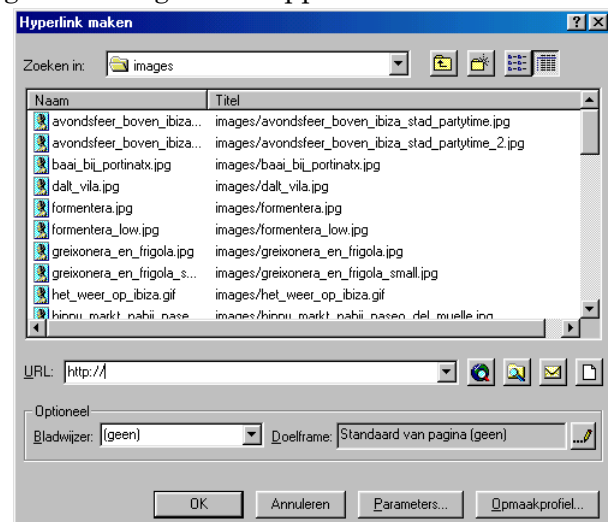 Hyperlink maken
Zoeken in: images
Naam Titel
avondsfeer_boven_ibiza... images/avondsfeer_boven_ibiza_stad_partytime.jpg
avondsfeer_boven_ibiza... images/avondsfeer_boven_ibiza_stad_partytime_2.jpg
baai_bij_portinatx.jpg images/baai_bij_portinatx.jpg
dalt_vila.jpg images/dalt_vila.jpg
formentera.jpg images/formentera.jpg
formentera_low.jpg images/formentera_low.jpg
greixonera_en_frigola.jpg images/greixonera_en_frigola.jpg
greixonera_en_frigola_s... images/greixonera_en_frigola_small.jpg
het_weer_op_ibiza.gif images/het_weer_op_ibiza.gif
URL: http://
Optioneel
Bladwijzer: (geen) Doelframe: Standaard van pagina (geen)
OK Annuleren Parameters... Opmaakprofiel...